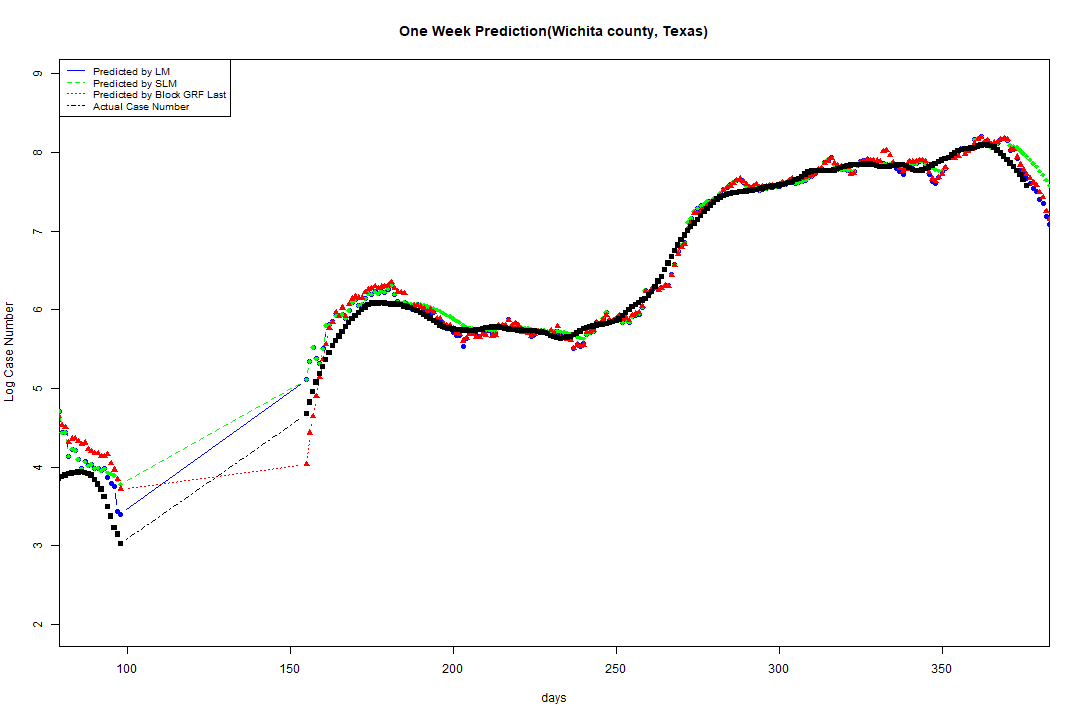 One Week Prediction(Wichita county, Texas)
Predicted by LM
Predicted by SLM
Predicted by Block GRF Last
Actual Case Number
9
8
7
6
5
4
3
2
Log Case Number
100 150 200 250 300 350
days